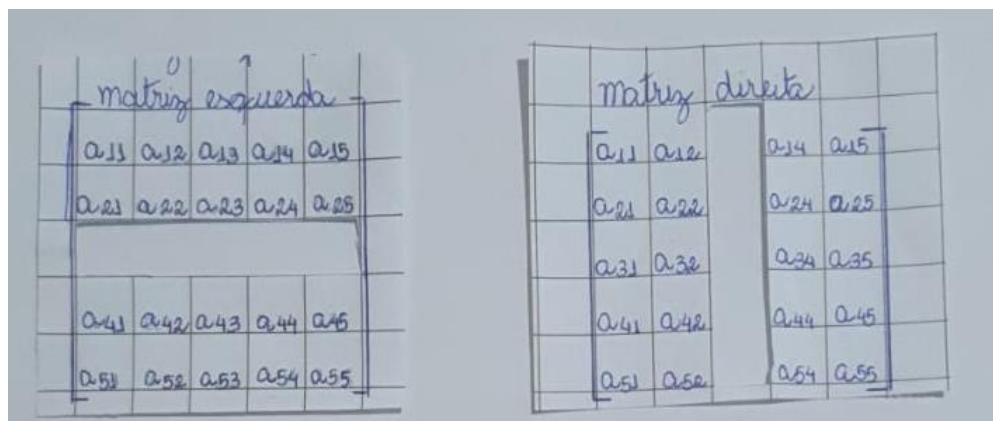 matriz esquerda
a11 a12 a13 a14 a15
a21 a22 a23 a24 a25
a41 a42 a43 a44 a45
a51 a52 a53 a54 a55
matriz direita
a11 a12 a14 a15
a21 a22 a24 a25
a31 a32 a34 a35
a41 a42 a44 a45
a51 a52 a54 a55